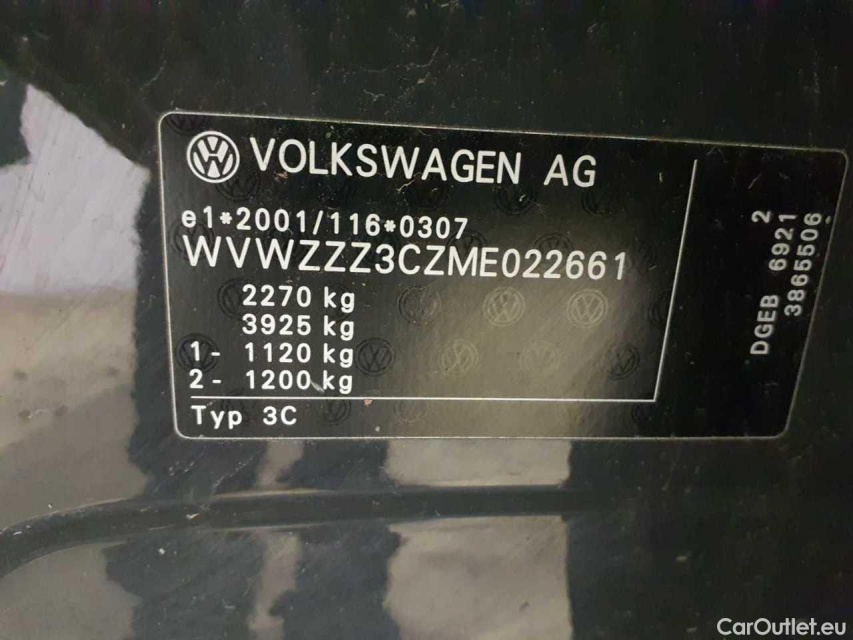 VOLKSWAGEN AG
e1*2001/116*0307
WVWZZZ3CZME022661
2270 kg
3925 kg
1- 1120 kg
2- 1200 kg
Typ 3C
2
DGEB 6921
3865506
CarOutlet.eu